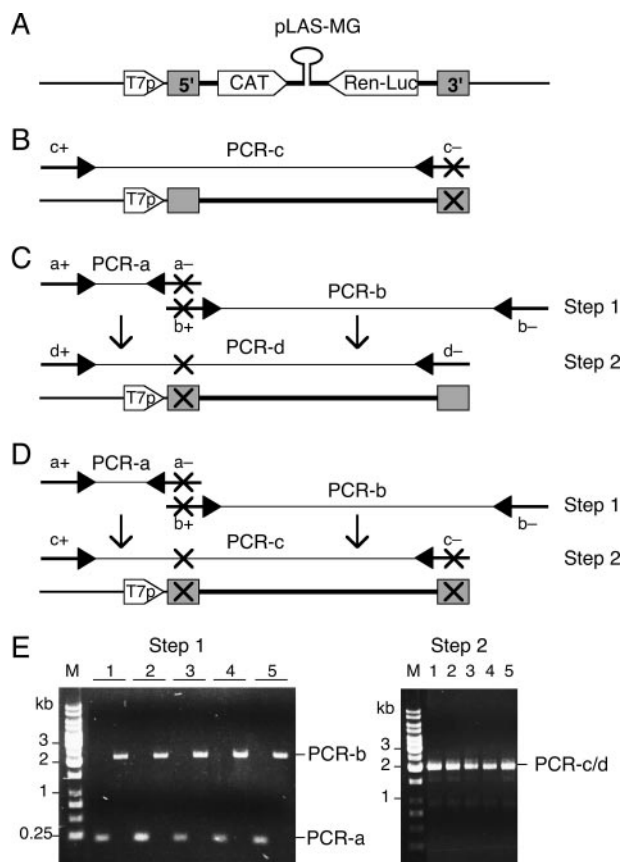 A
pLAS-MG
T7p 5' CAT Ren-Luc 3'
B
c+ PCR-c c−
T7p
C
a+ PCR-a a−
PCR-b Step 1
b+ b−
d+ PCR-d d− Step 2
T7p
D
a+ PCR-a a−
PCR-b Step 1
b+ b−
c+ PCR-c c− Step 2
T7p
E Step 1 Step 2
M 1 2 3 4 5 M 1 2 3 4 5
kb kb
3 3
2 PCR-b 2 PCR-c/d
1 1
0.25 PCR-a